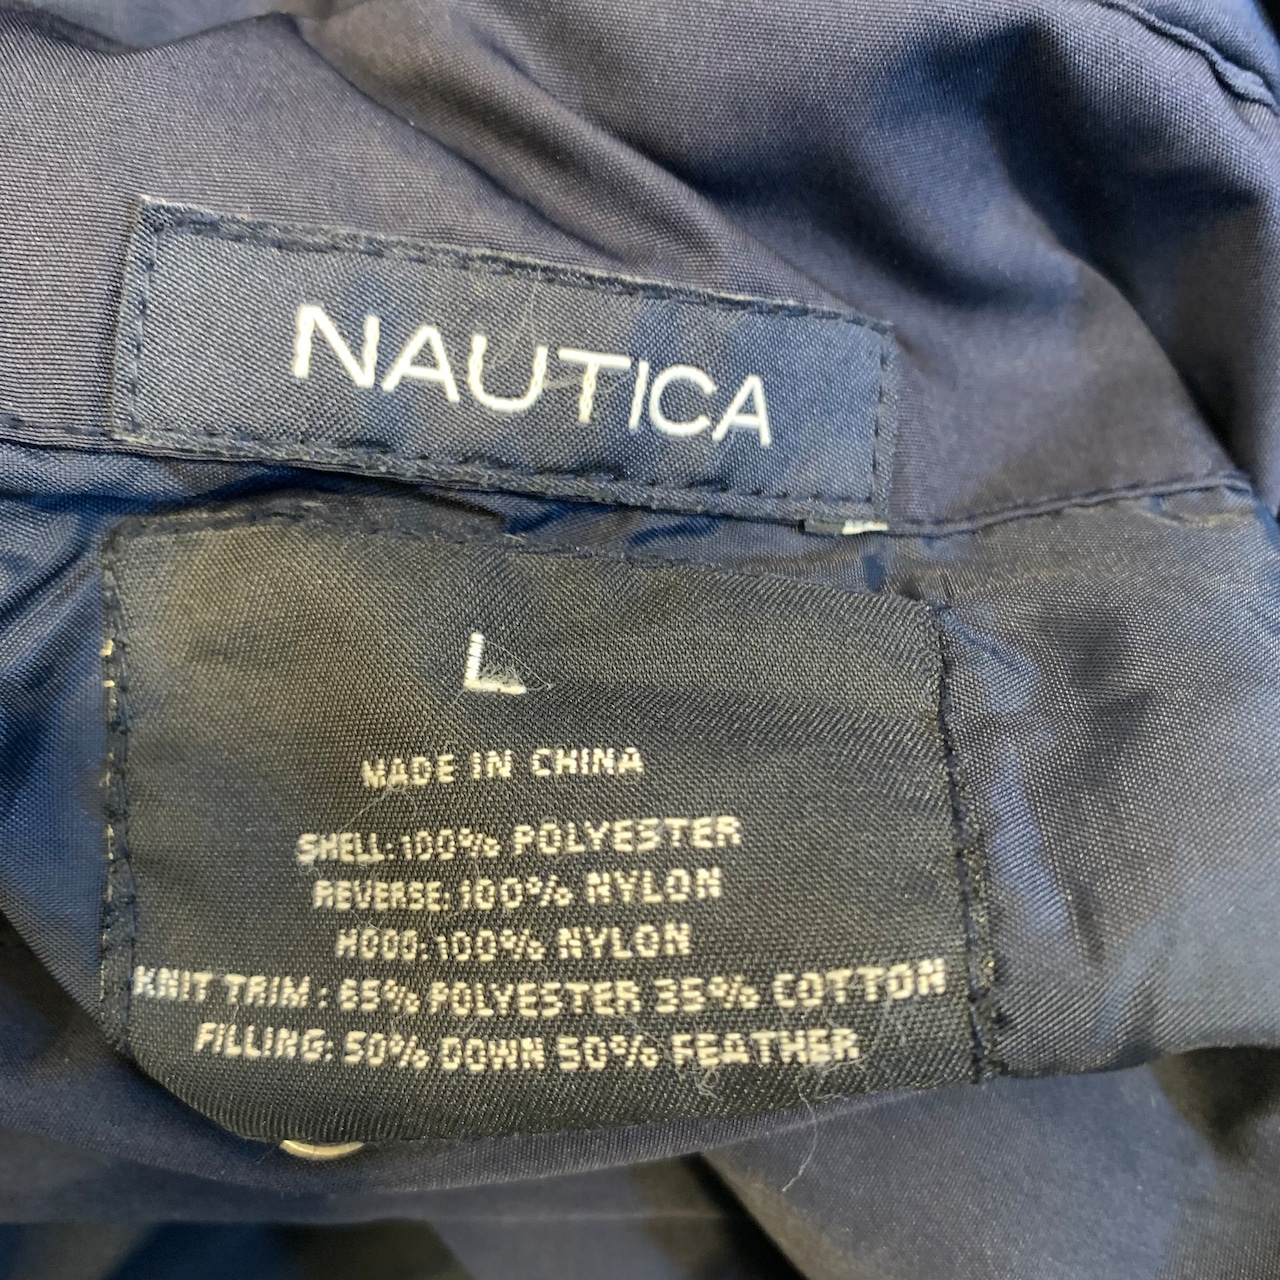 NAUTICA
L
MADE IN CHINA
SHELL: 100% POLYESTER
REVERSE: 100% NYLON
HOOD: 100% NYLON
KNIT TRIM: 65% POLYESTER 35% COTTON
FILLING: 50% DOWN 50% FEATHER